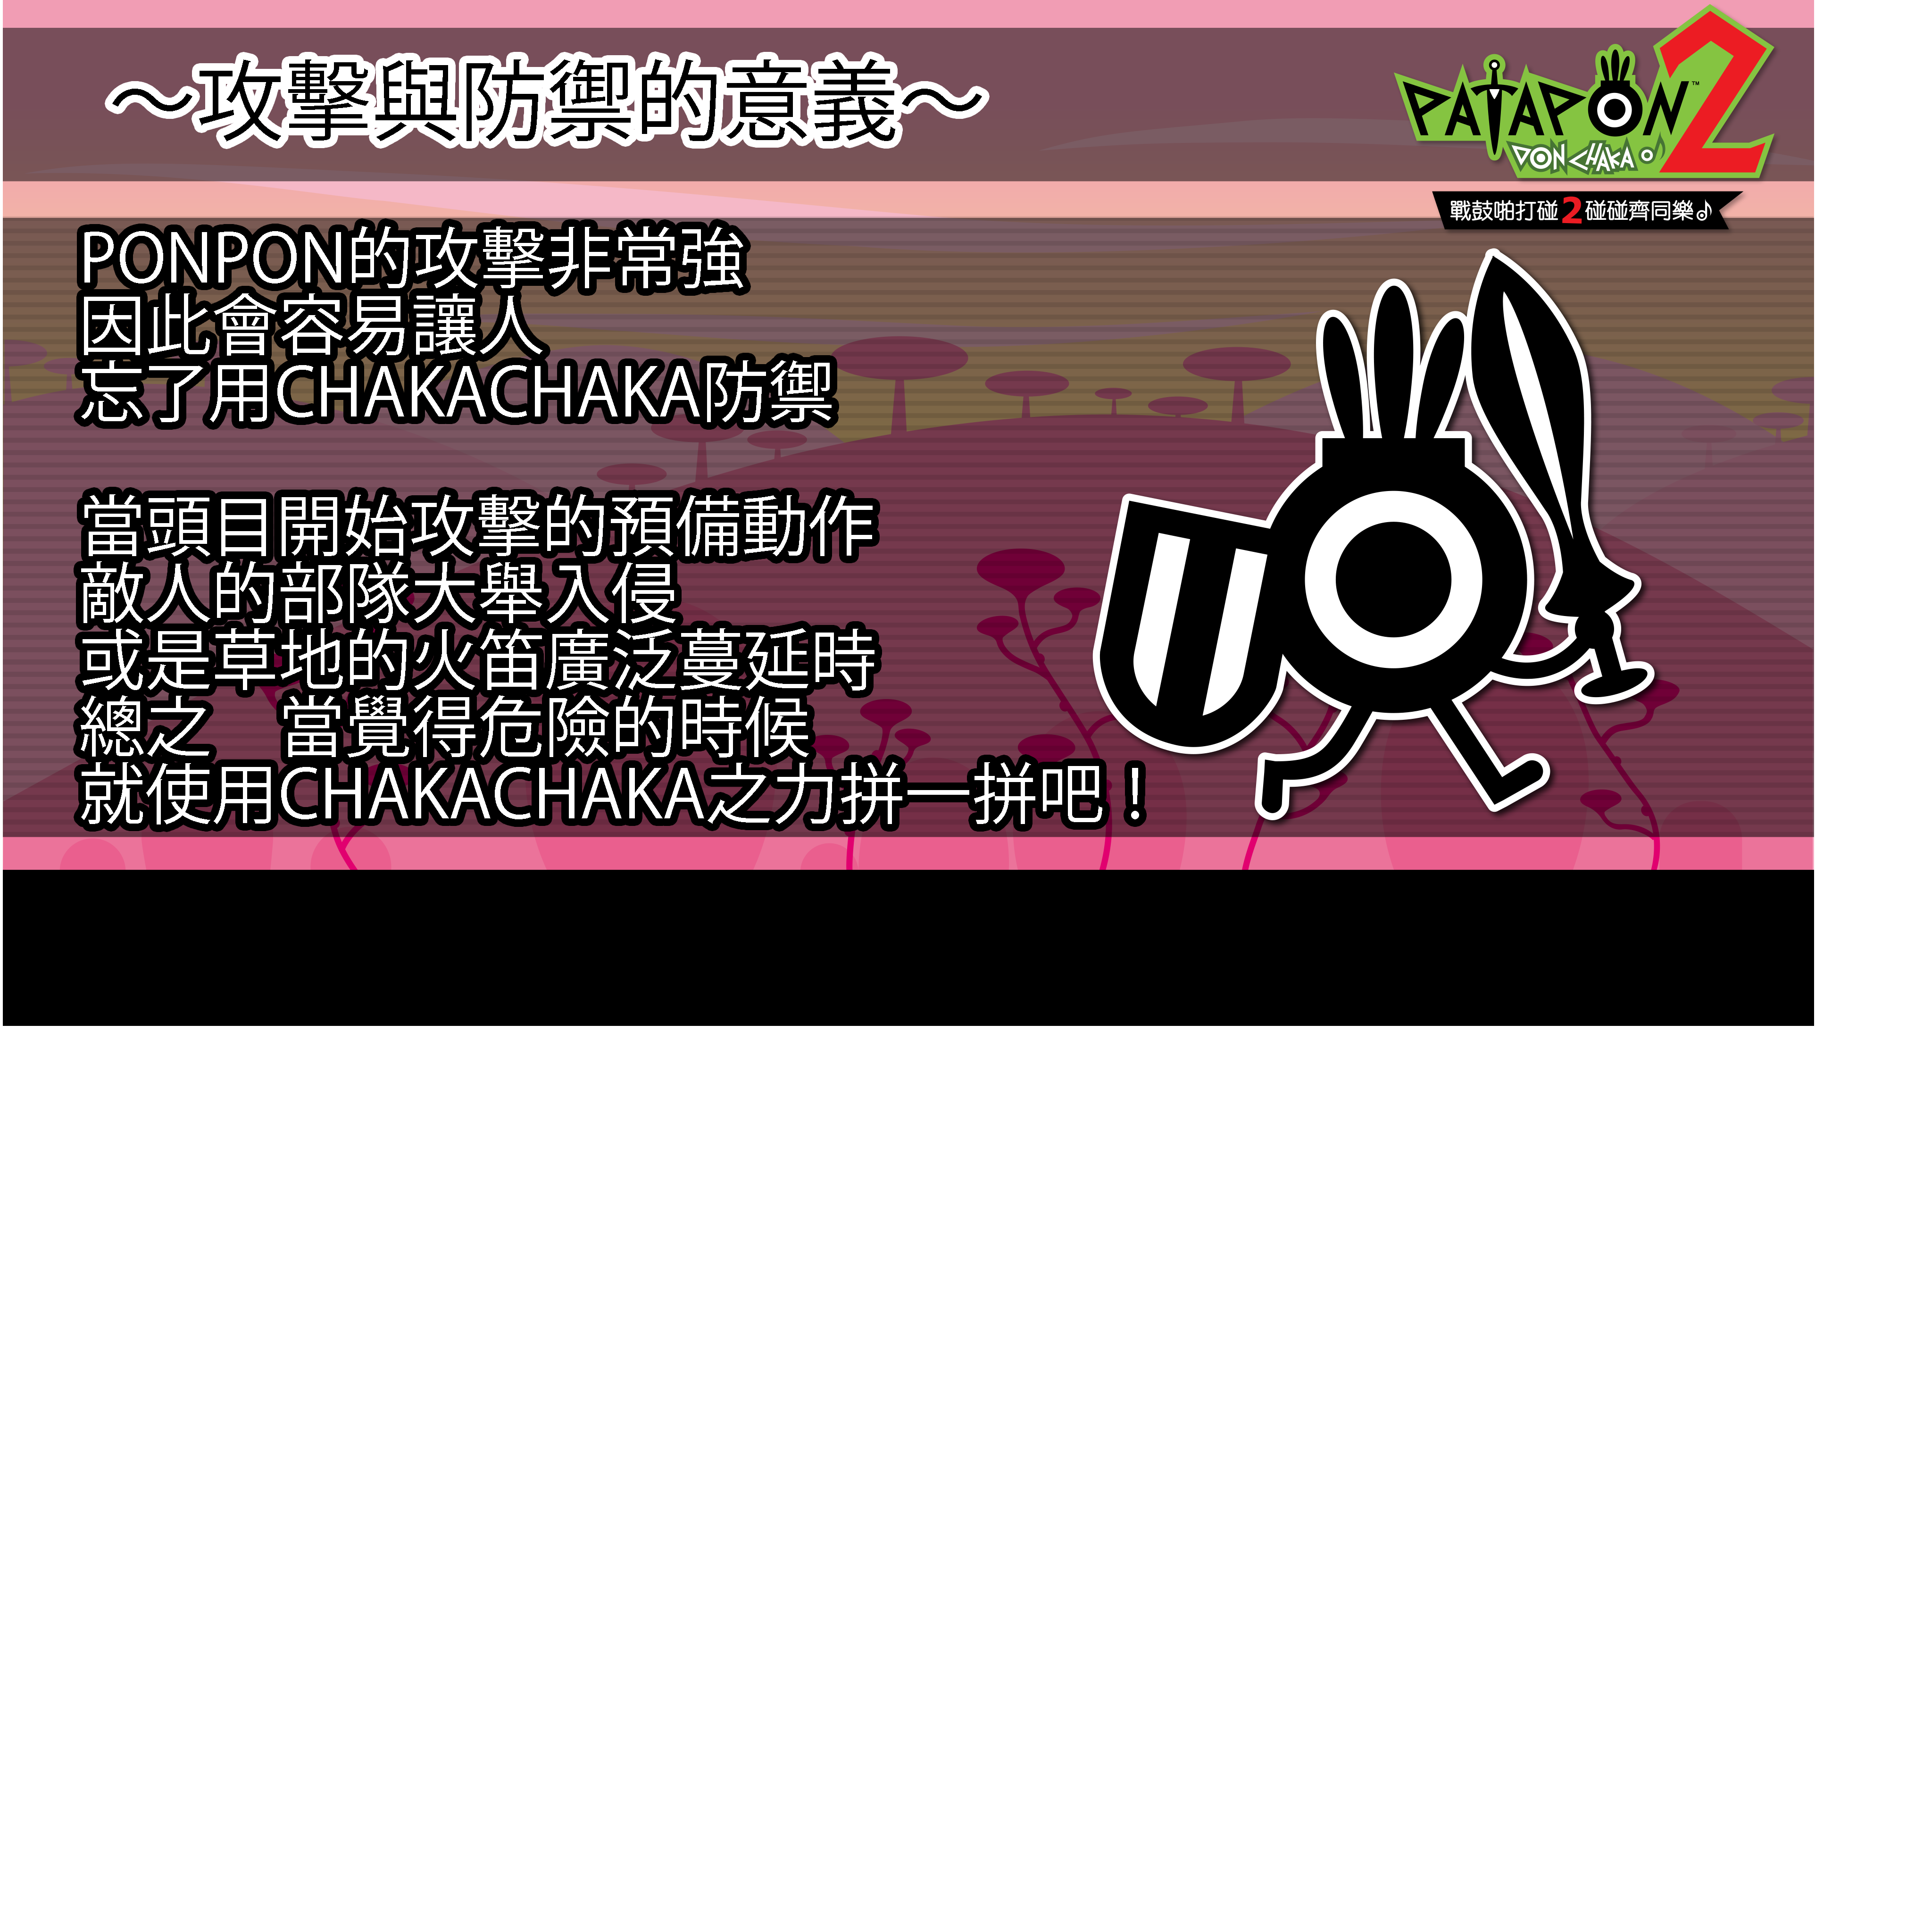 ～攻擊與防禦的意義～
PATAPON 2
™
DON CHAKA♪
戰鼓啪打碰2碰碰齊同樂♪
PONPON的攻擊非常強
因此會容易讓人
忘了用CHAKACHAKA防禦
當頭目開始攻擊的預備動作
敵人的部隊大舉入侵
或是草地的火笛廣泛蔓延時
總之　當覺得危險的時候
就使用CHAKACHAKA之力拼一拼吧！